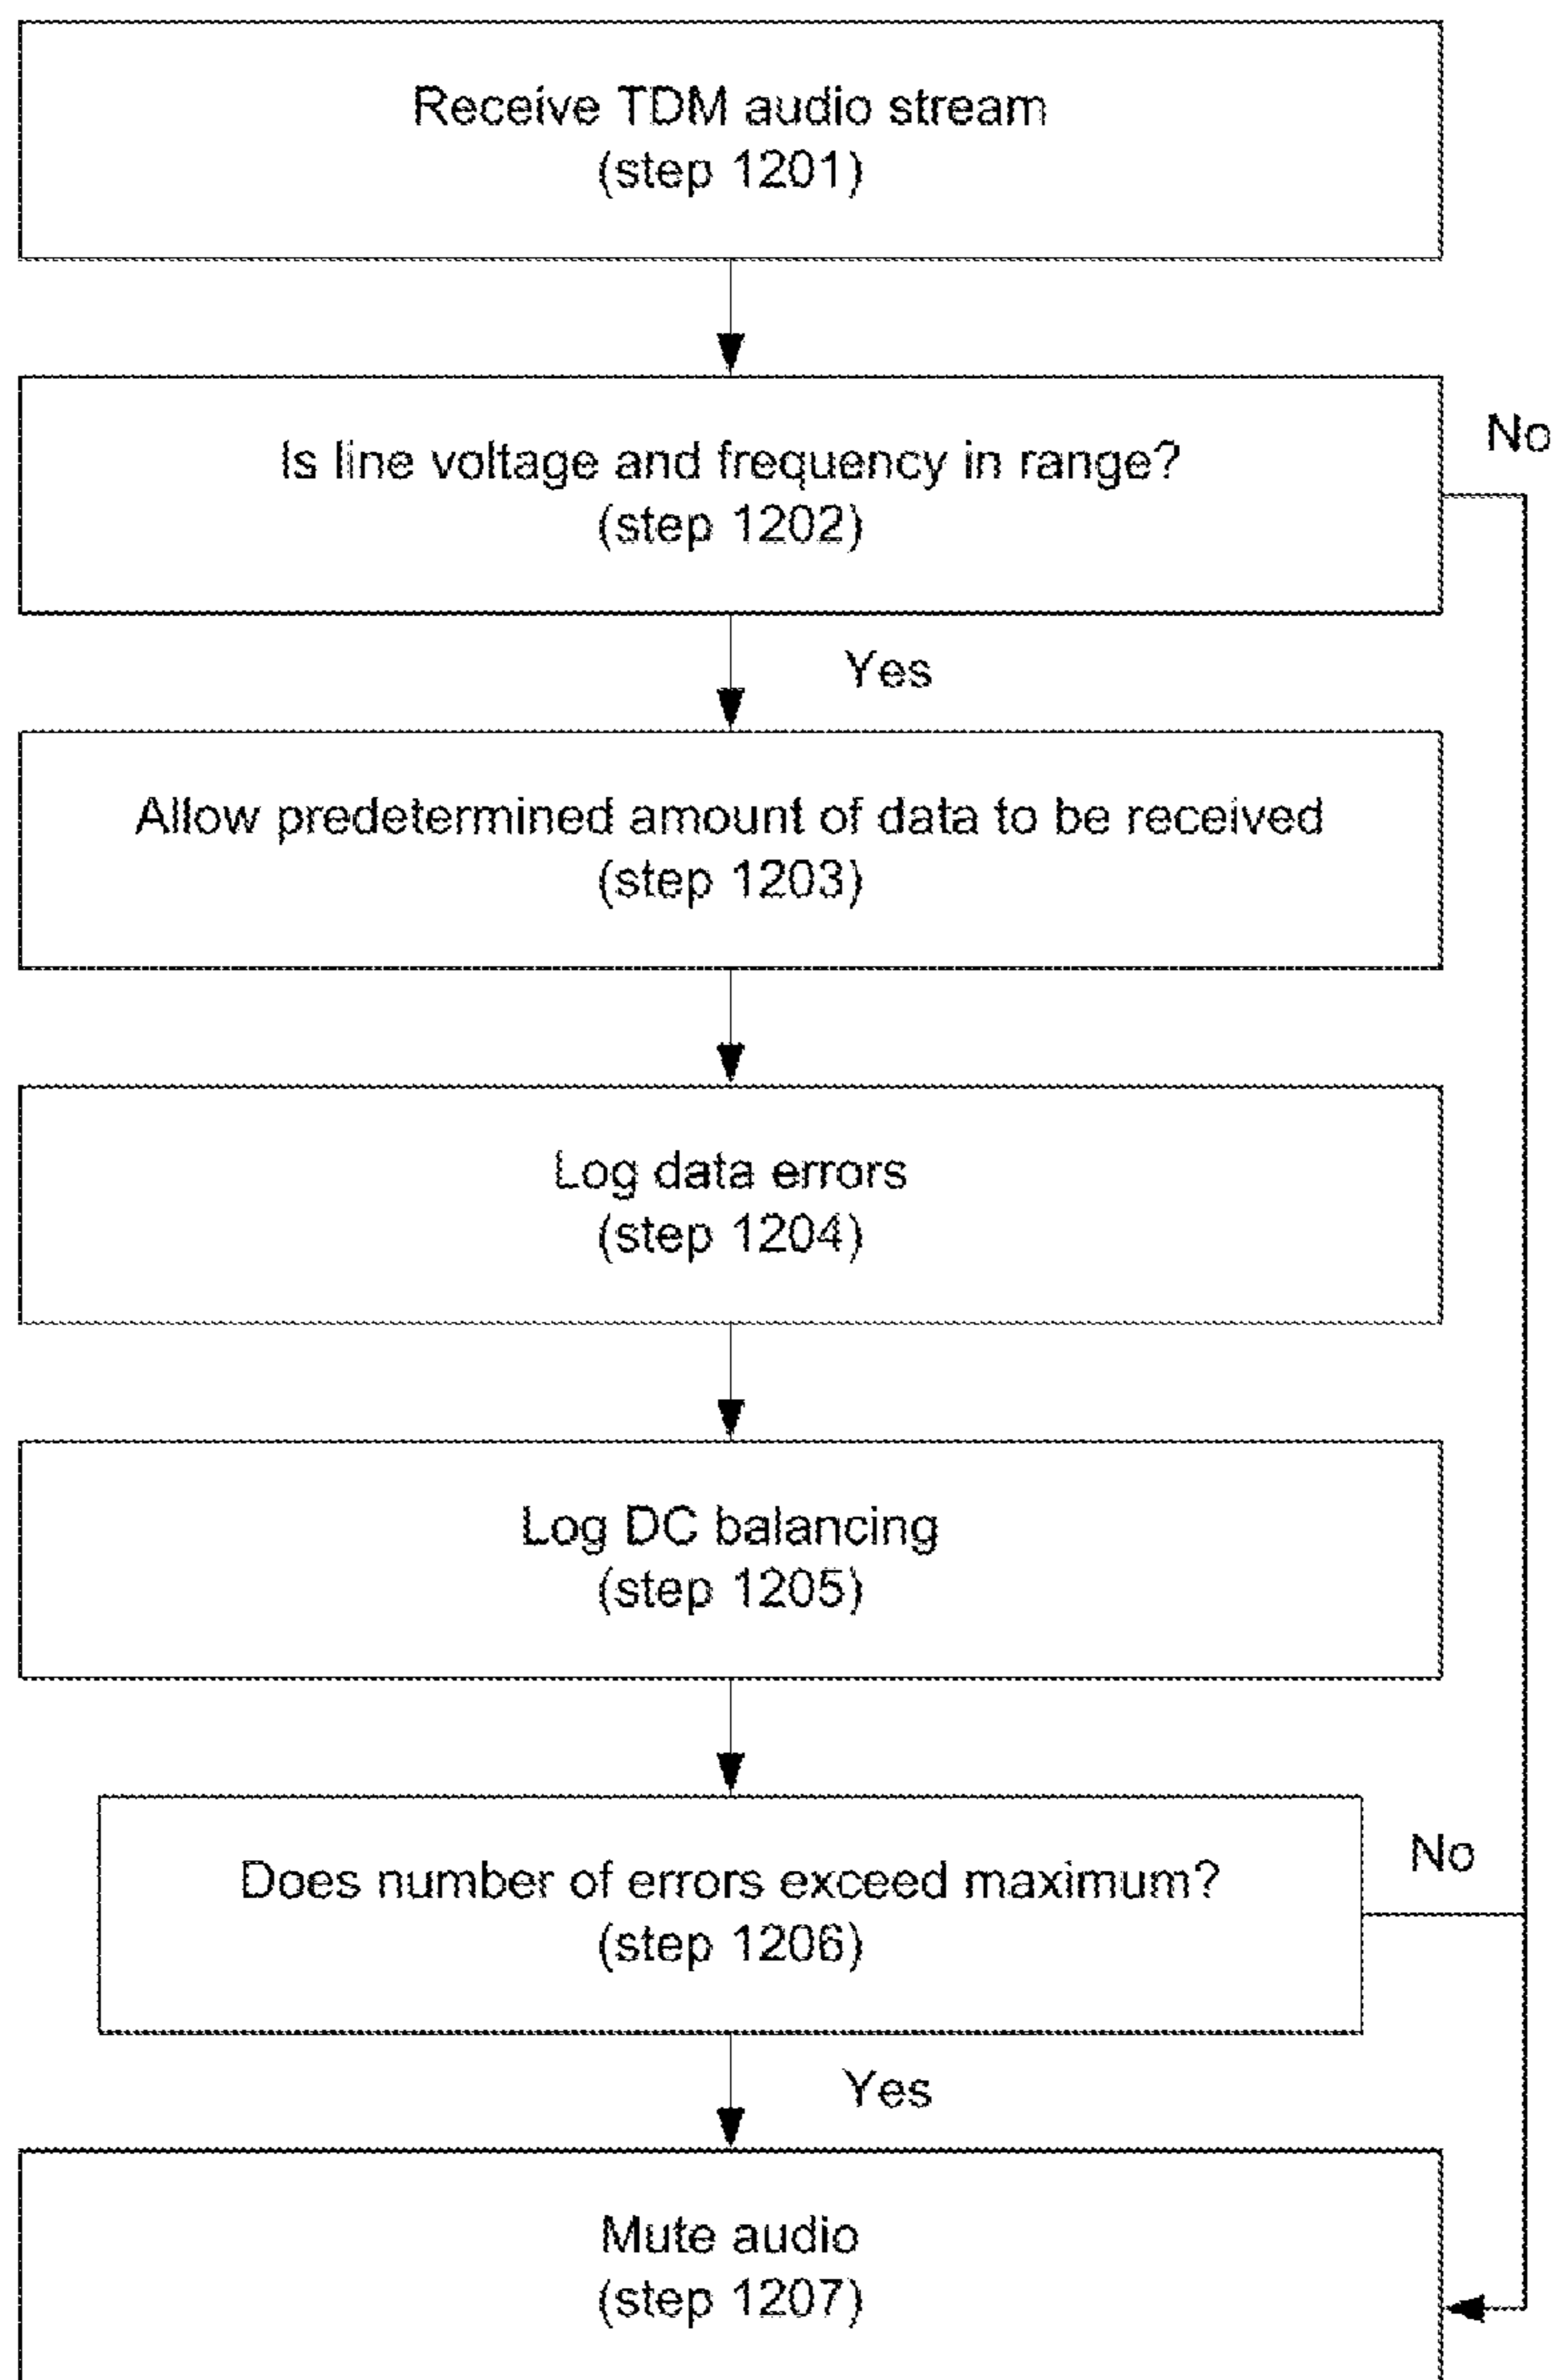 Receive TDM audio stream
(step 1201)
Is line voltage and frequency in range?
(step 1202)
No
Yes
Allow predetermined amount of data to be received
(step 1203)
Log data errors
(step 1204)
Log DC balancing
(step 1205)
Does number of errors exceed maximum?
(step 1206)
No
Yes
Mute audio
(step 1207)